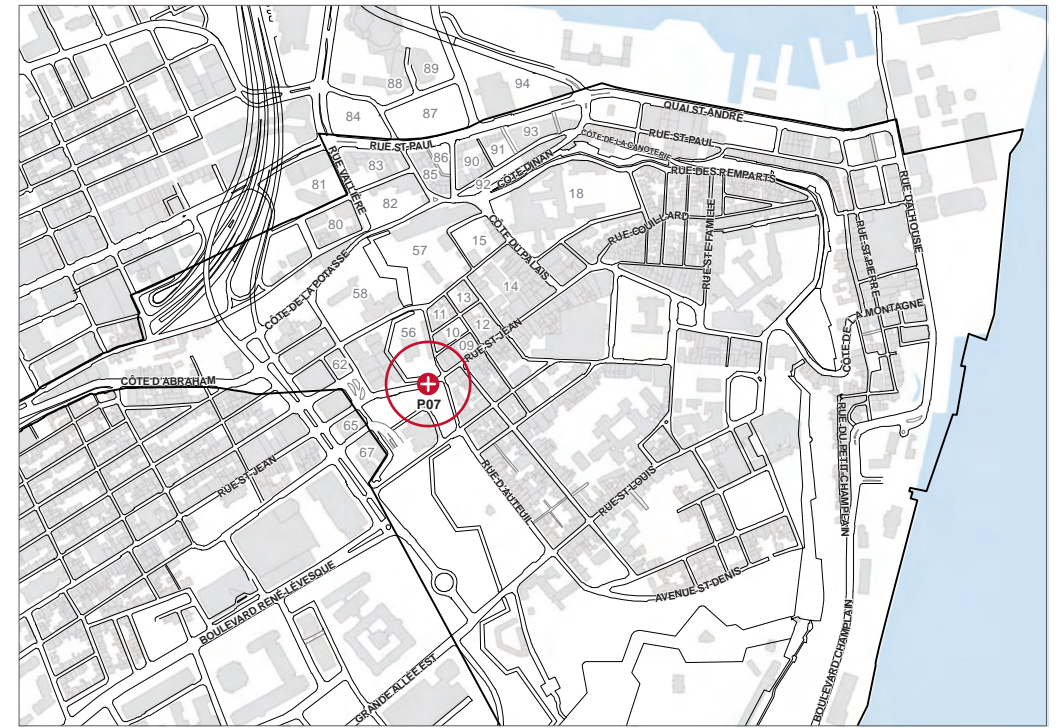 89
88
94
84
87
QUAI ST-ANDRÉ
93
RUE ST-PAUL
RUE ST-PAUL
CÔTE DE LA CANOTERIE
86
91
90
83
85
92
CÔTE DINAN
RUE DES REMPARTS
81
RUE VALLIÈRE
82
18
RUE DALHOUSIE
80
CÔTE DU PALAIS
RUE COUILLARD
RUE STE-FAMILLE
RUE ST-PIERRE
15
57
14
58
CÔTE DE LA POTASSE
13
11
12
CÔTE DE
LA MONTAGNE
56
10
09
RUE ST-JEAN
62
CÔTE D'ABRAHAM
P07
65
67
RUE ST-JEAN
RUE D'AUTEUIL
RUE ST-LOUIS
RUE DU PETIT-CHAMPLAIN
AVENUE ST-DENIS
BOULEVARD RENÉ-LÉVESQUE
GRANDE ALLÉE EST
BOULEVARD CHAMPLAIN